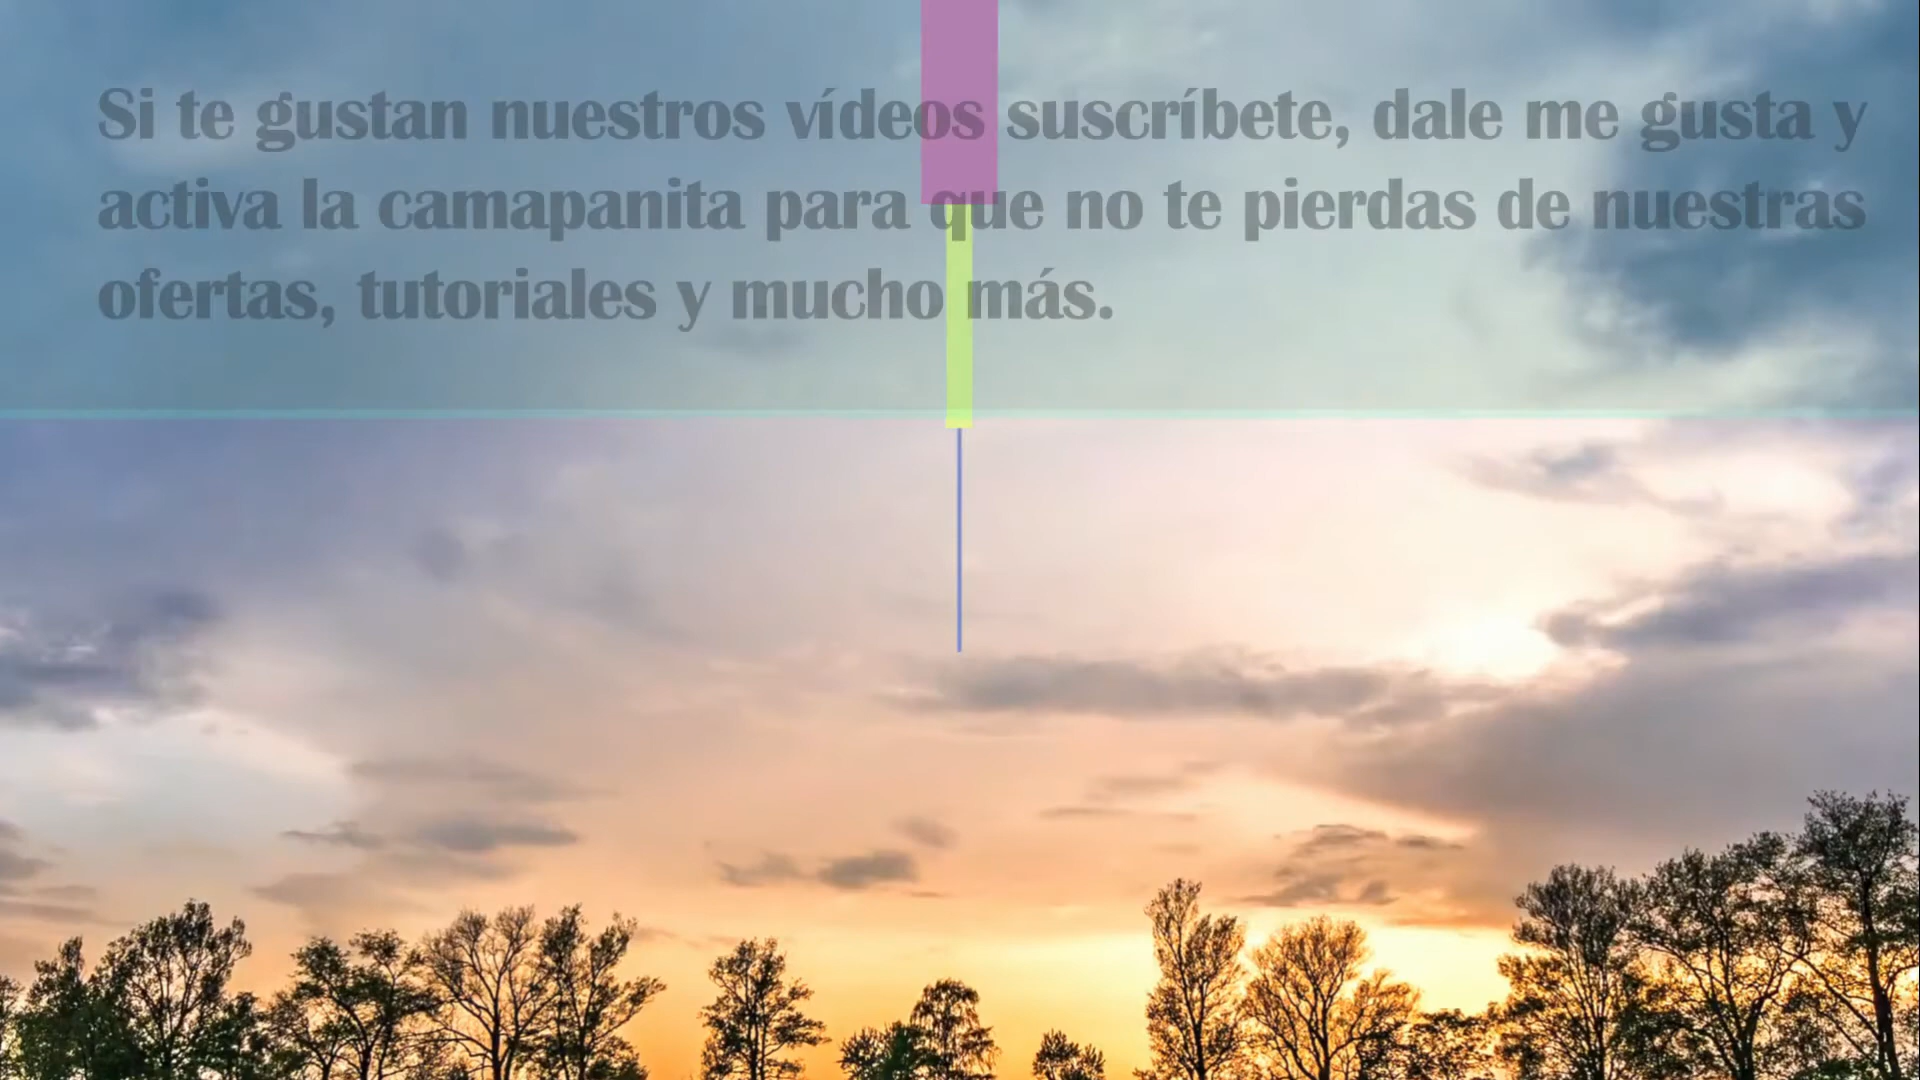 Si te gustan nuestros vídeos suscríbete, dale me gusta y
activa la camapanita para que no te pierdas de nuestras
ofertas, tutoriales y mucho más.